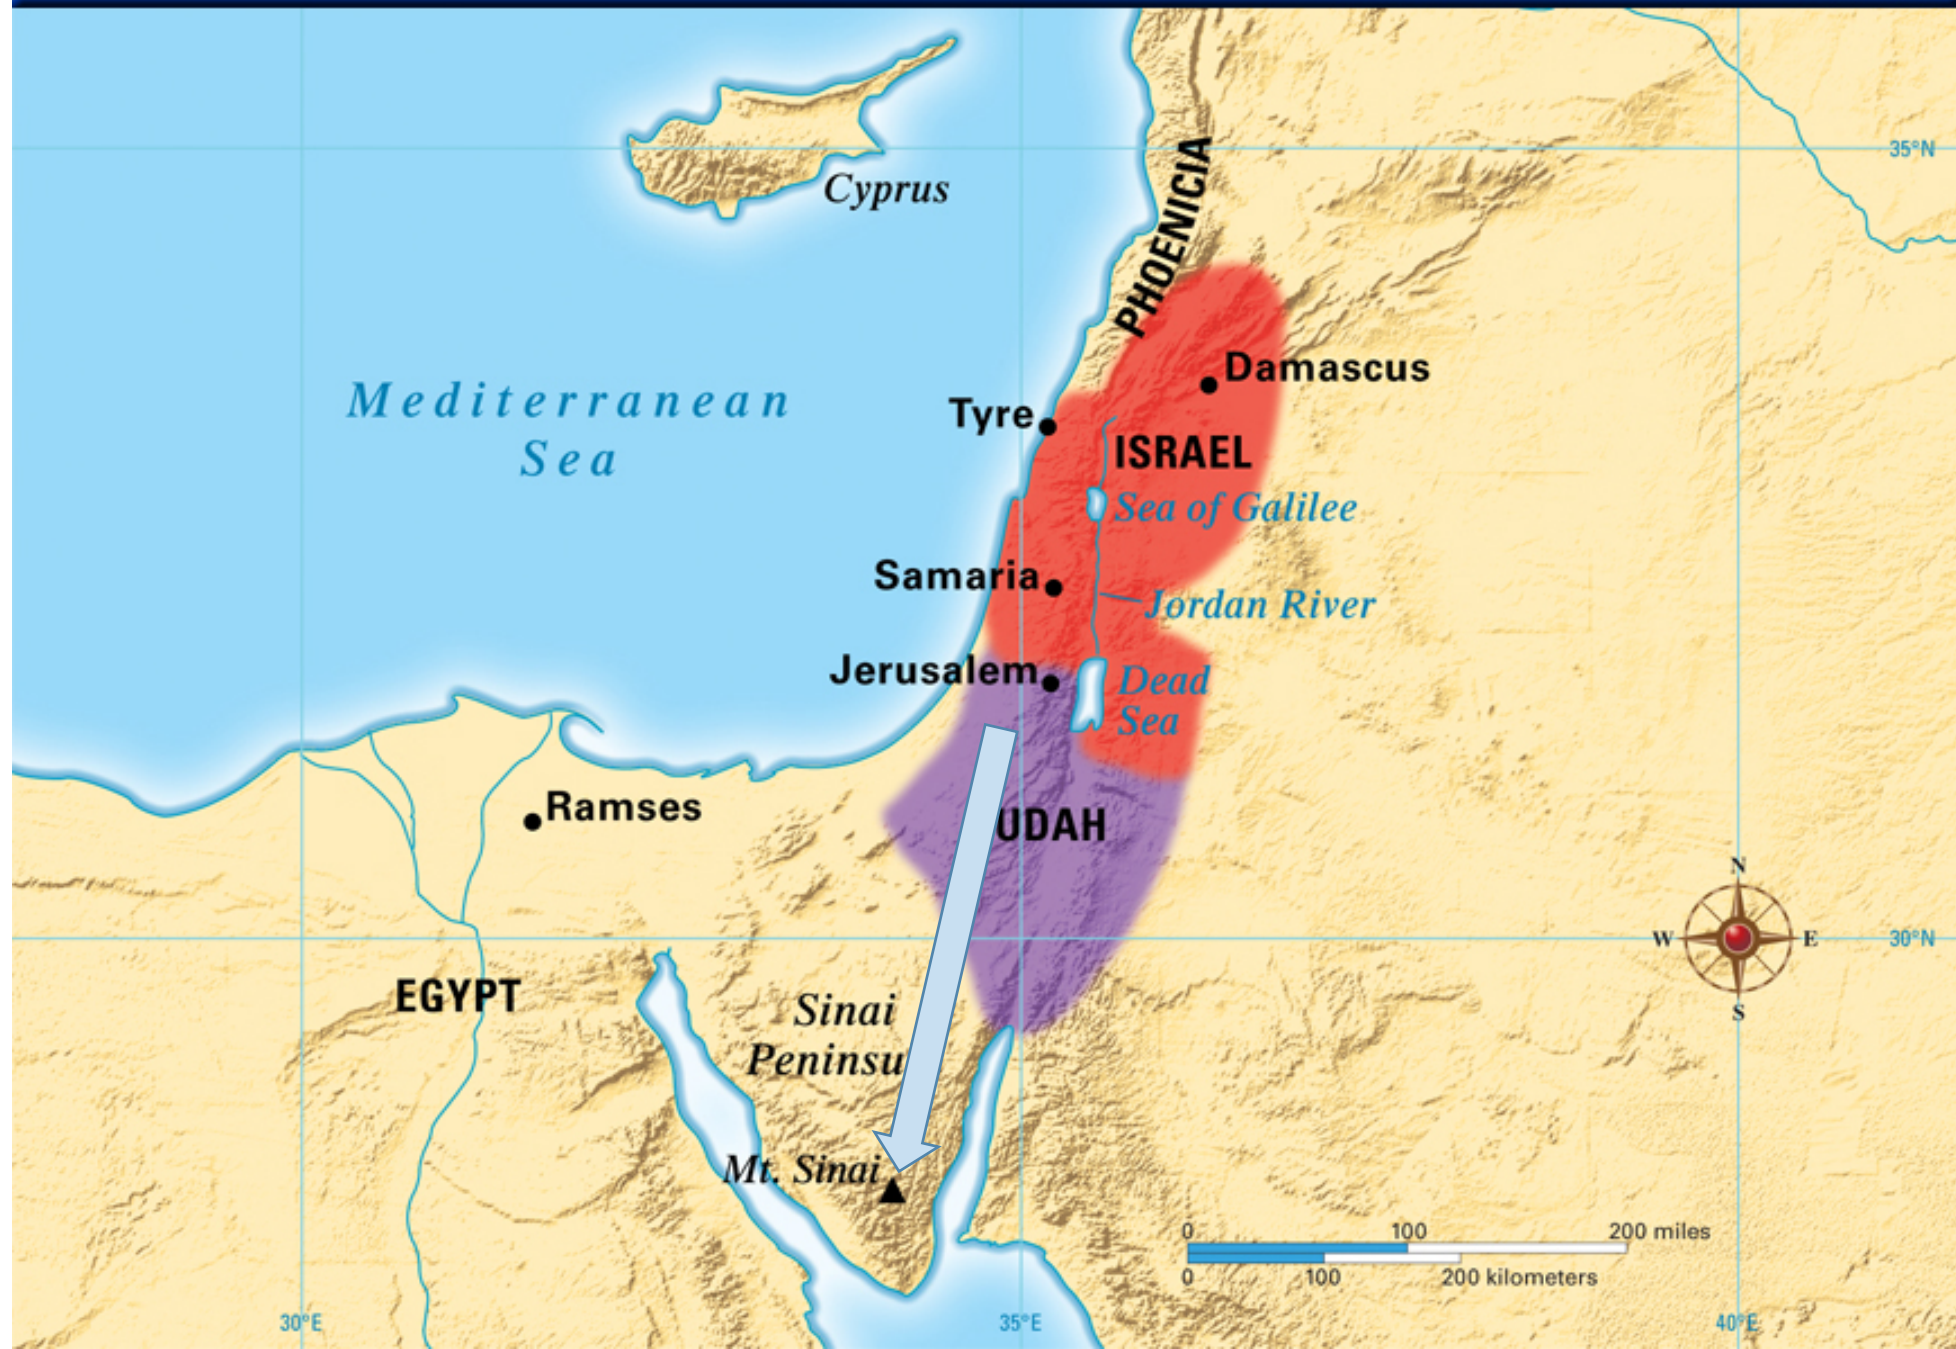 35°N
Cyprus
PHOENICIA
Mediterranean
Sea
Damascus
Tyre
ISRAEL
Sea of Galilee
Samaria
Jordan River
Jerusalem
Dead
Sea
Ramses
UDAH
N
W
E
S
30°N
EGYPT
Sinai
Peninsu
Mt. Sinai
0 100 200 miles
0 100 200 kilometers
30°E
35°E
40°E